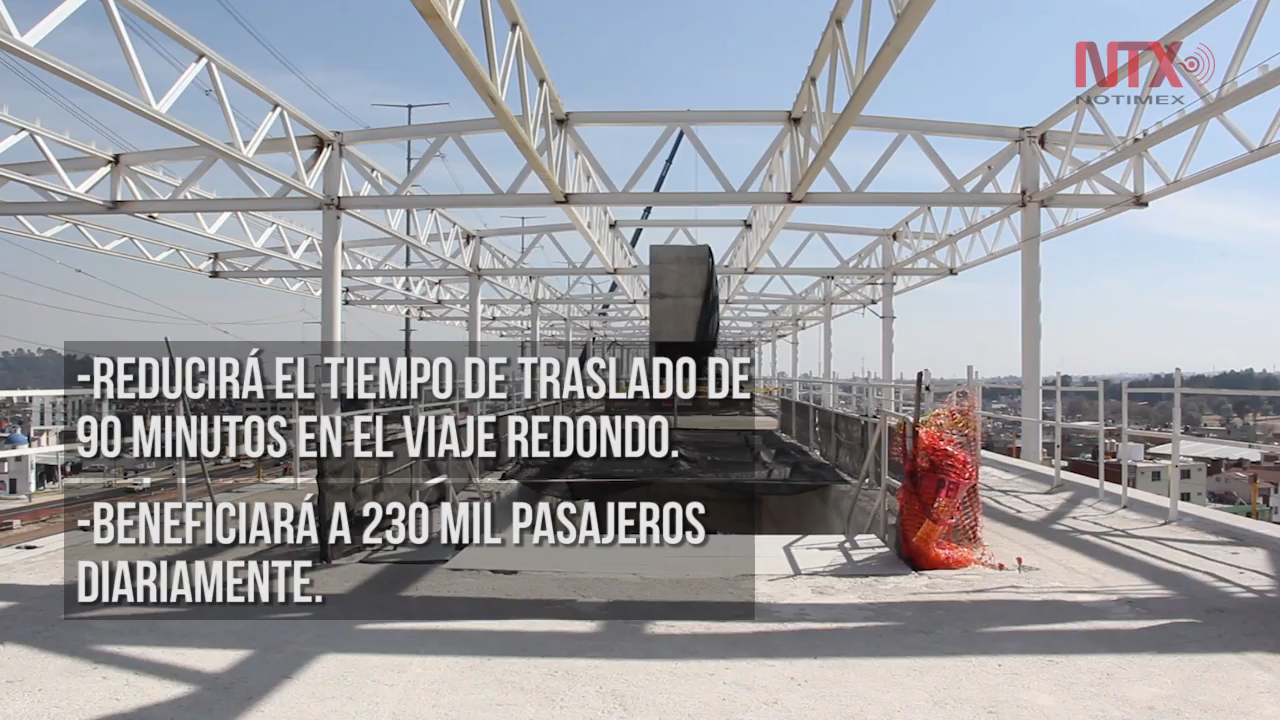 NTX
NOTIMEX
-REDUCIRÁ EL TIEMPO DE TRASLADO DE
90 MINUTOS EN EL VIAJE REDONDO.
-BENEFICIARÁ A 230 MIL PASAJEROS
DIARIAMENTE.